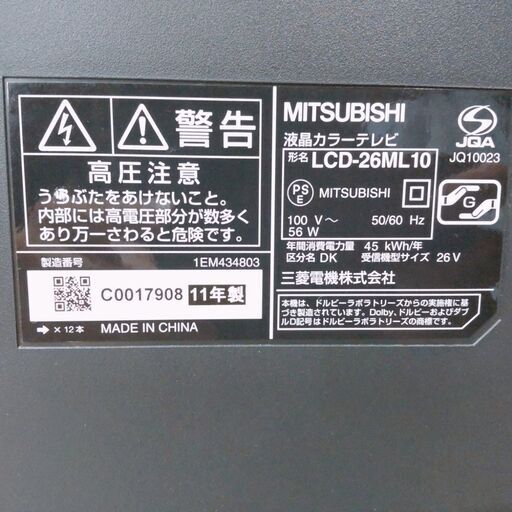 警告
高圧注意
うらぶたをあけないこと。
内部には高電圧部分が数多く
あり万一さわると危険です。
製造番号 1EM434803
C0017908 11年製
→ × 12本 MADE IN CHINA
MITSUBISHI
液晶カラーテレビ
形名 LCD-26ML10
JQA
JQ10023
PS
E
MITSUBISHI
G
100 V～ 50/60 Hz
56 W
年間消費電力量 45 kWh/年
区分名 DK 受信機型サイズ 26 V
三菱電機株式会社
本機は、ドルビーラボラトリーズからの実施権に基
づき製造されています。Dolby、ドルビーおよびダブ
ルD記号はドルビーラボラトリーズの商標です。